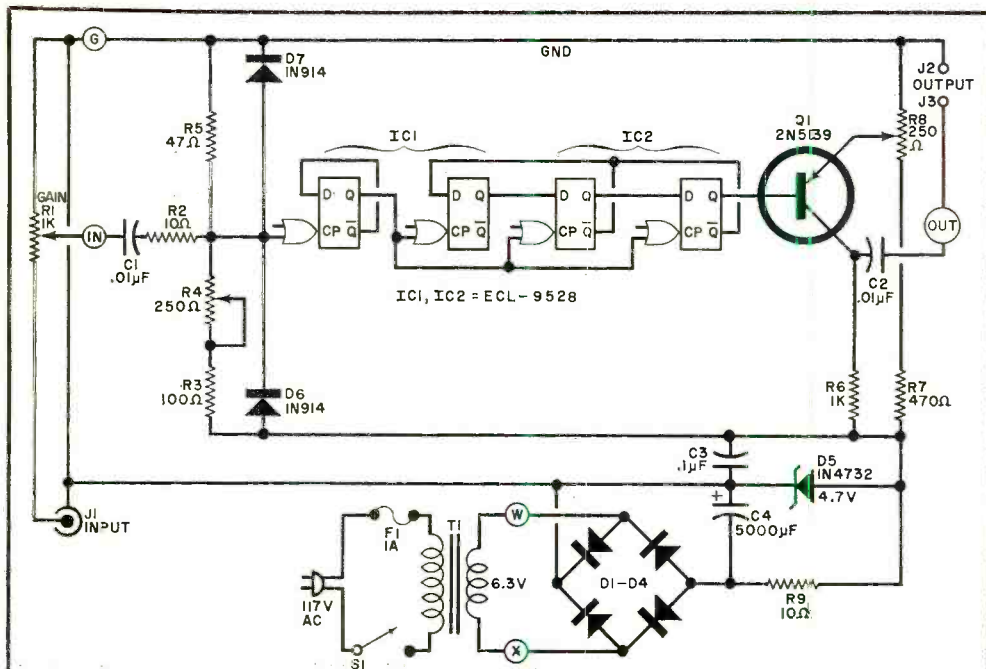 G
GND
D7
1N914
J2
OUTPUT
J3
R5
47Ω
IC1
IC2
Q1
2N5139
R8
250
Ω
GAIN
R1
1K
IN
R2
10Ω
C1
.01µF
D Q
CP Q̅
D Q
CP Q̅
D Q
CP Q̅
D Q
CP Q̅
OUT
C2
.01µF
R4
250Ω
IC1, IC2 = ECL-9528
R3
100Ω
D6
1N914
R6
1K
R7
470Ω
C3
.1µF
D5
1N4732
4.7V
J1
INPUT
F1
1A
T1
W
+
C4
5000µF
117V
AC
6.3V
D1-D4
R9
10Ω
S1
X